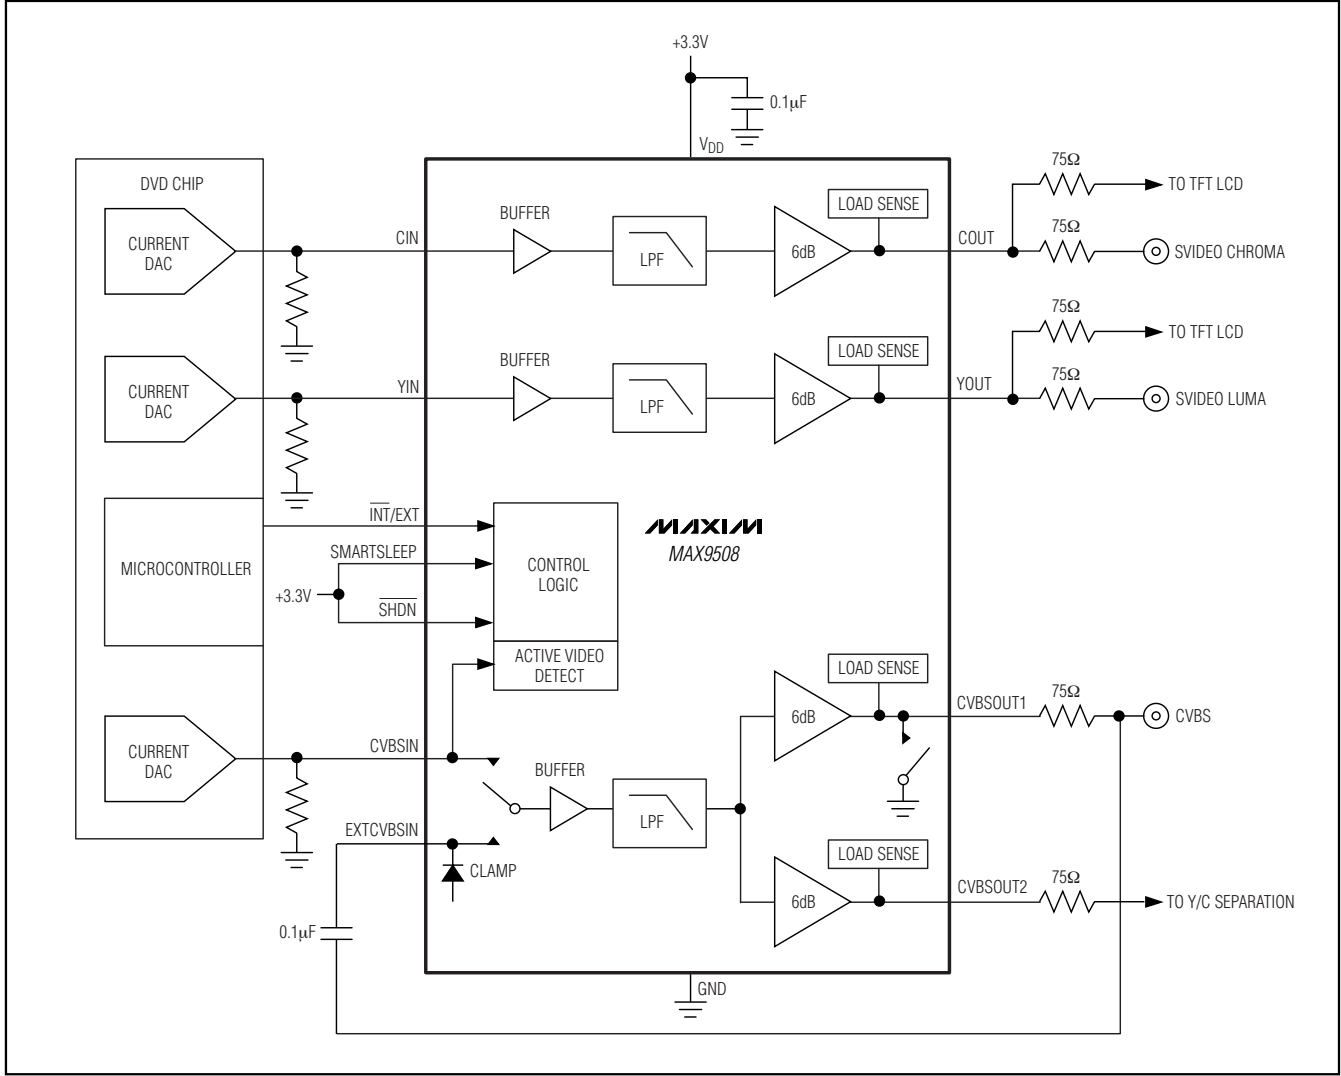 +3.3V
0.1µF
VDD
DVD CHIP
CURRENT
DAC
CIN
BUFFER
LPF
6dB
LOAD SENSE
COUT
75Ω
TO TFT LCD
75Ω
SVIDEO CHROMA
CURRENT
DAC
YIN
BUFFER
LPF
6dB
LOAD SENSE
YOUT
75Ω
TO TFT LCD
75Ω
SVIDEO LUMA
MICROCONTROLLER
INT/EXT
SMARTSLEEP
+3.3V
SHDN
CONTROL
LOGIC
ACTIVE VIDEO
DETECT
MAXIM
MAX9508
CURRENT
DAC
CVBSIN
BUFFER
LPF
EXTCVBSIN
CLAMP
0.1µF
6dB
LOAD SENSE
CVBSOUT1
75Ω
CVBS
6dB
LOAD SENSE
CVBSOUT2
75Ω
TO Y/C SEPARATION
GND